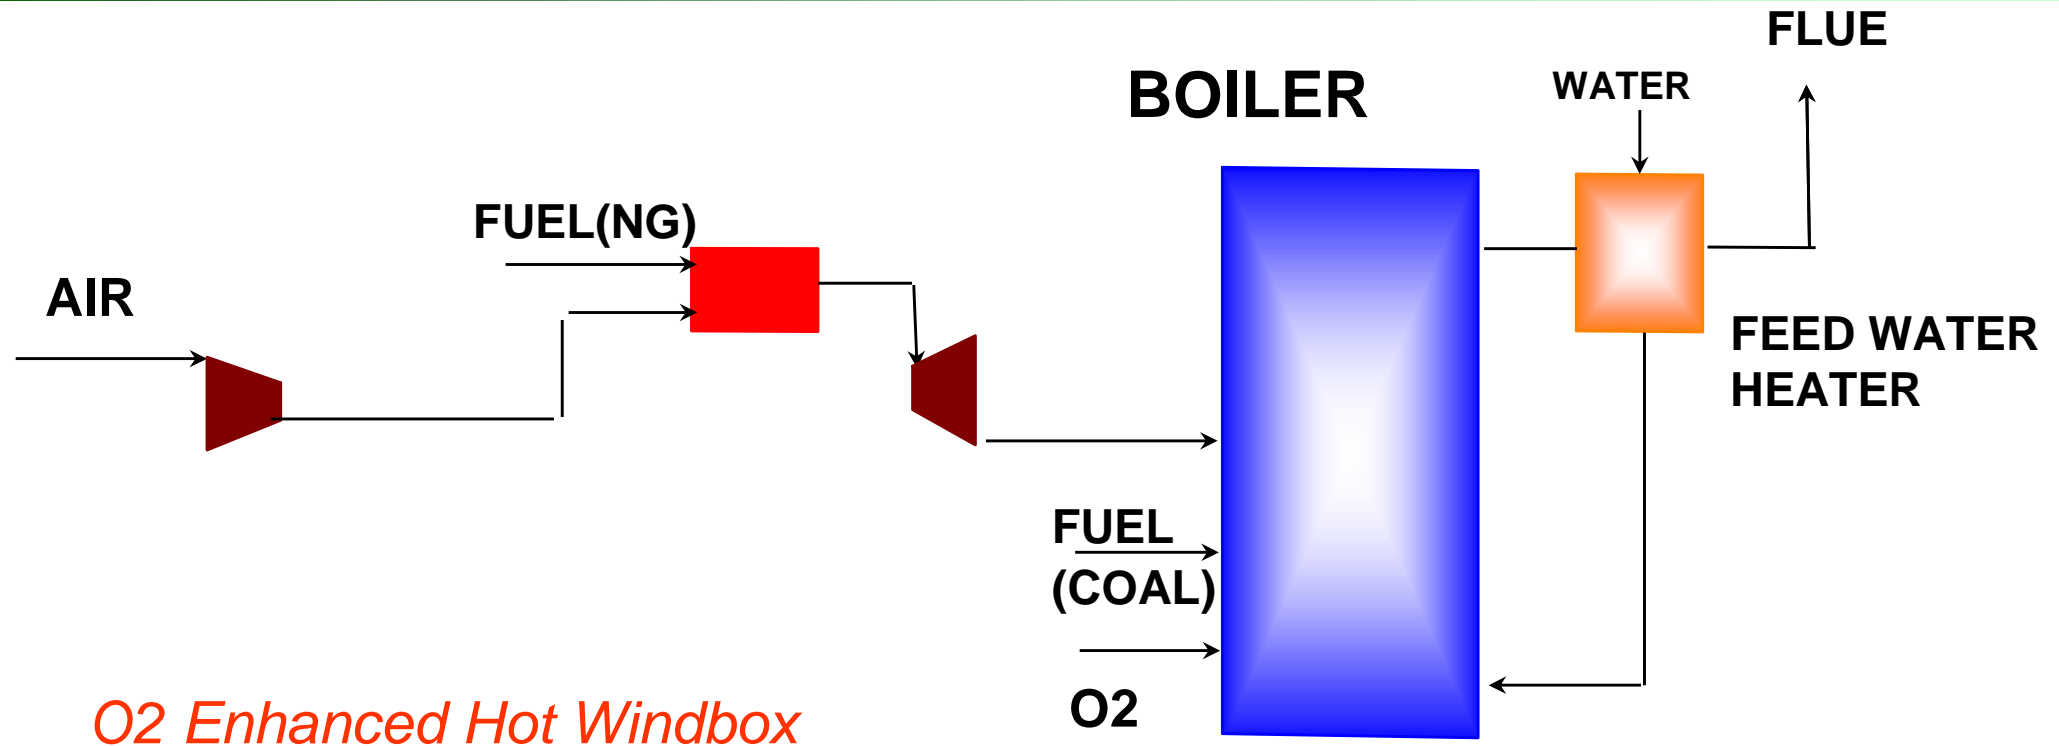 FLUE
BOILER
WATER
FUEL(NG)
AIR
FEED WATER
HEATER
FUEL
(COAL)
O2
O2 Enhanced Hot Windbox